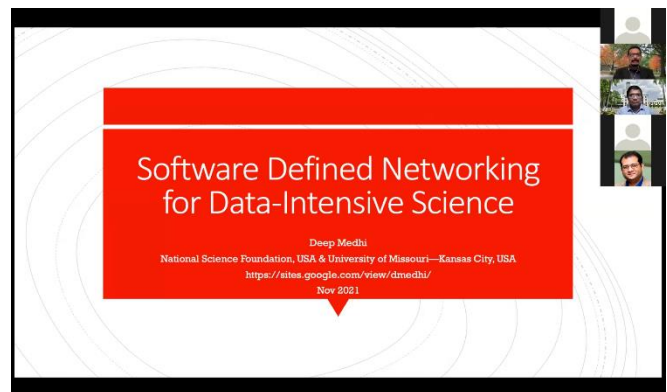 Software Defined Networking
for Data-Intensive Science
Deep Medhi
National Science Foundation, USA & University of Missouri—Kansas City, USA
https://sites.google.com/view/dmedhi/
Nov 2021